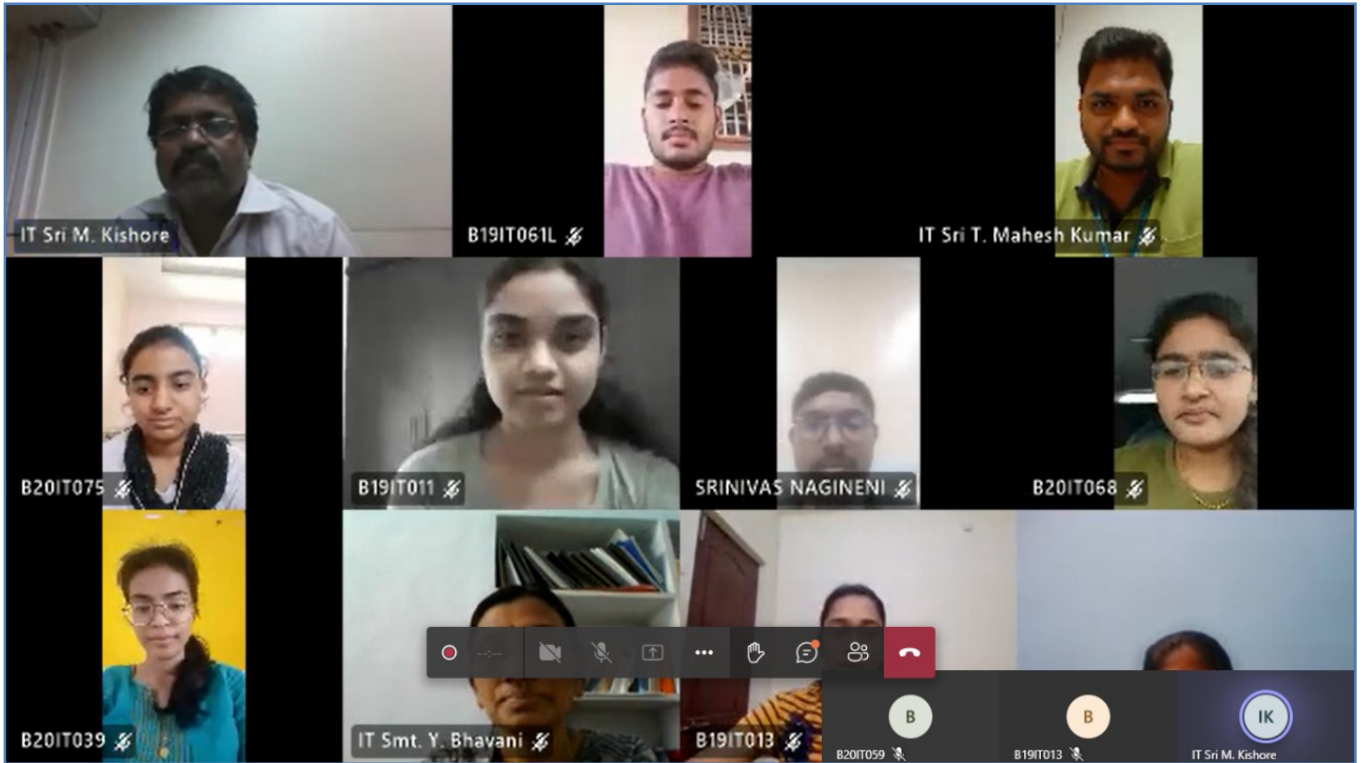 IT Sri M. Kishore
B19IT061L
IT Sri T. Mahesh Kumar
B20IT075
B19IT011
SRINIVAS NAGINENI
B20IT068
B20IT039
IT Smt. Y. Bhavani
B19IT013
B
B20IT059
B
B19IT013
IK
IT Sri M. Kishore